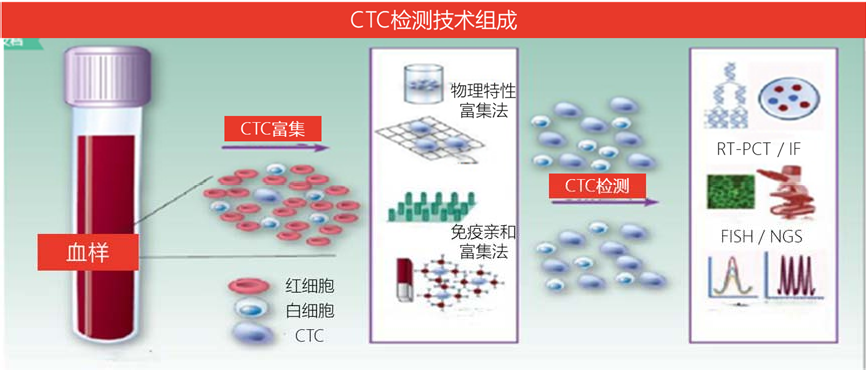 CTC检测技术组成
文档
血样
CTC富集
红细胞
白细胞
CTC
物理特性
富集法
免疫亲和
富集法
CTC检测
RT-PCT / IF
FISH / NGS